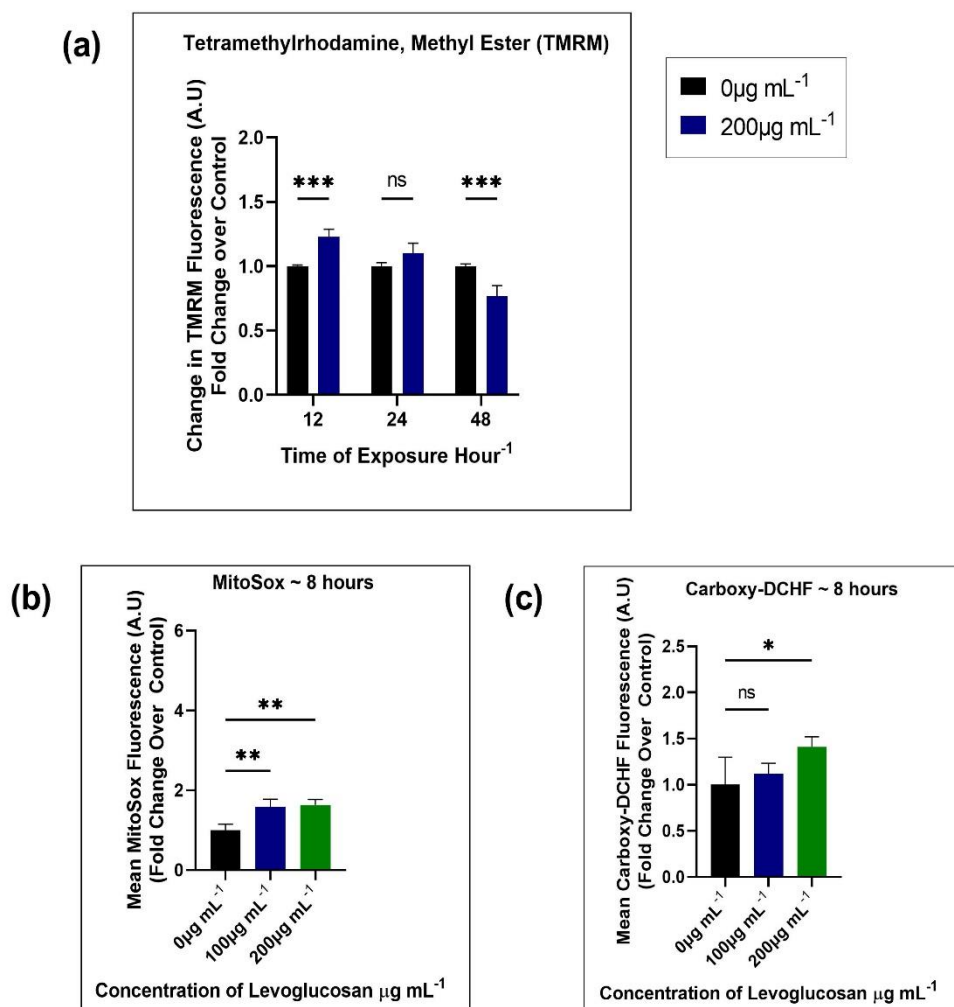 (a)
Tetramethylrhodamine, Methyl Ester (TMRM)
0µg mL-1
200µg mL-1
Change in TMRM Fluorescence (A.U)
Fold Change over Control
2.0
1.5
1.0
0.5
0.0
***
ns
***
12
24
48
Time of Exposure Hour-1
(b)
MitoSox ~ 8 hours
Mean MitoSox Fluorescence (A.U)
(Fold Change Over Control)
6
4
2
0
**
**
0µg mL-1
100µg mL-1
200µg mL-1
Concentration of Levoglucosan µg mL-1
(c)
Carboxy-DCHF ~ 8 hours
Mean Carboxy-DCHF Fluorescence (A.U)
(Fold Change Over Control)
2.5
2.0
1.5
1.0
0.5
0.0
*
ns
0µg mL-1
100µg mL-1
200µg mL-1
Concentration of Levoglucosan µg mL-1